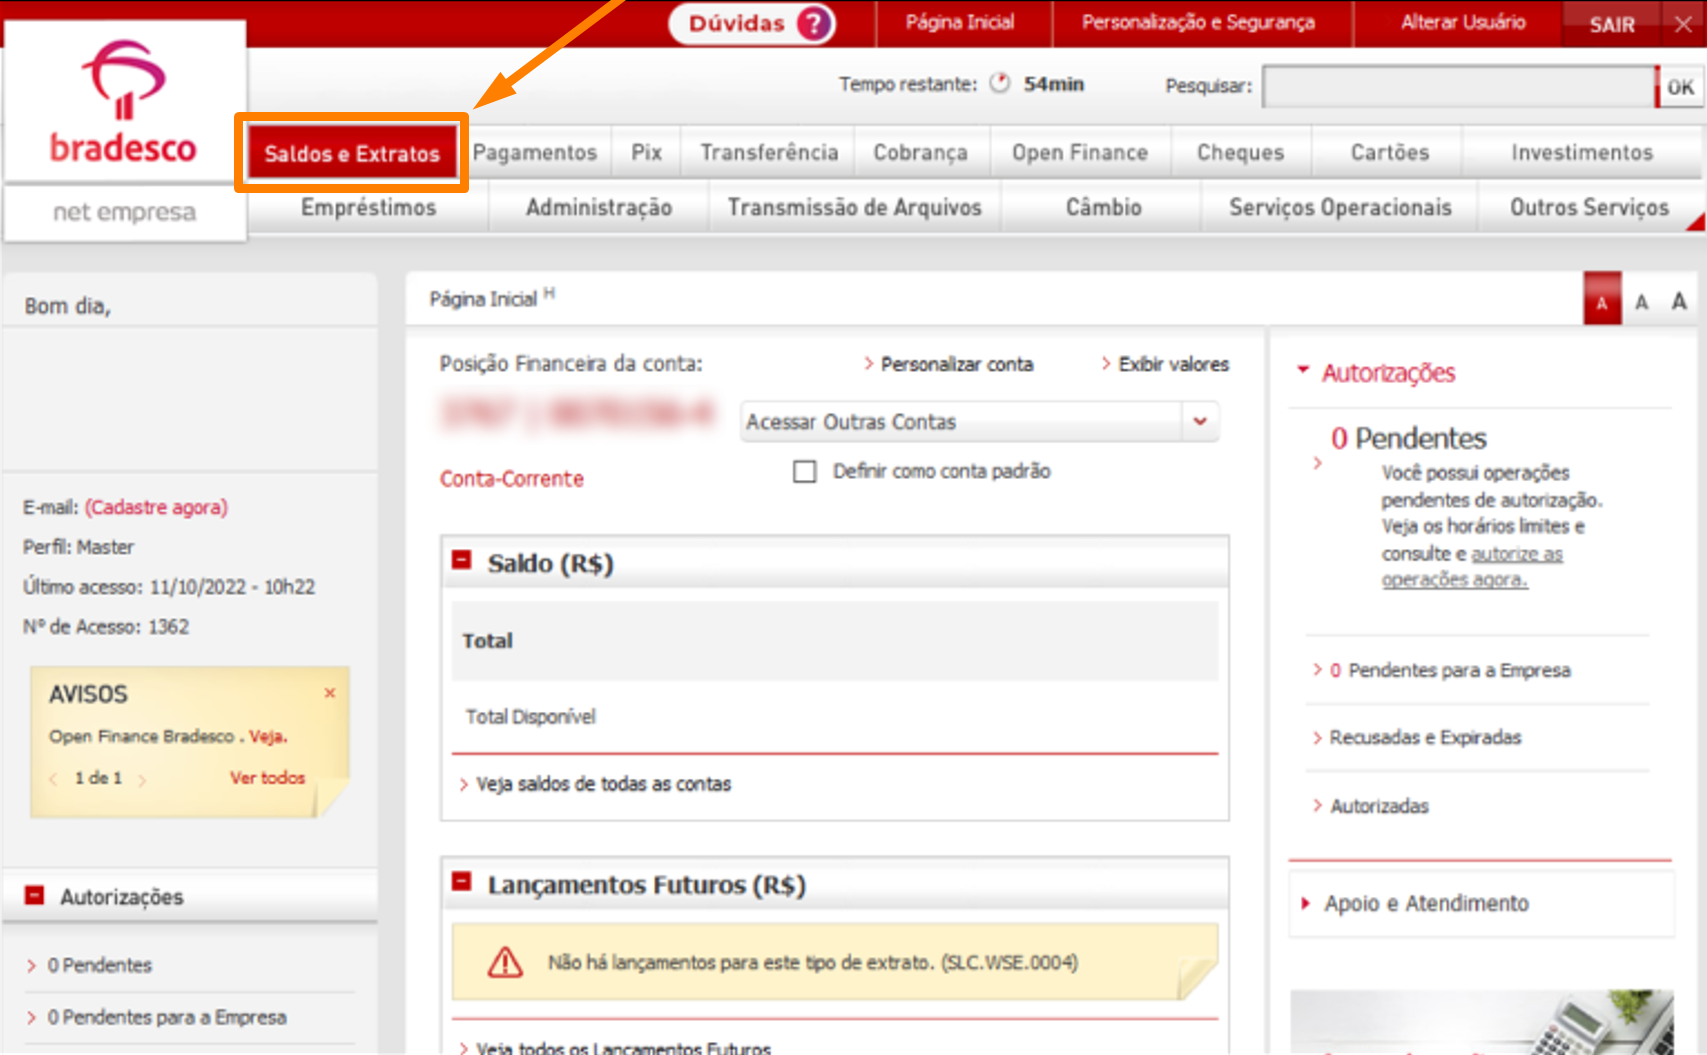 Dúvidas ?
Página Inicial
Personalização e Segurança
Alterar Usuário
SAIR
bradesco
net empresa
Tempo restante: 54min
Pesquisar:
OK
Saldos e Extratos
Pagamentos
Pix
Transferência
Cobrança
Open Finance
Cheques
Cartões
Investimentos
Empréstimos
Administração
Transmissão de Arquivos
Câmbio
Serviços Operacionais
Outros Serviços
Bom dia,
E-mail: (Cadastre agora)
Perfil: Master
Último acesso: 11/10/2022 - 10h22
Nº de Acesso: 1362
AVISOS
Open Finance Bradesco . Veja.
< 1 de 1 >
Ver todos
Autorizações
> 0 Pendentes
> 0 Pendentes para a Empresa
Página Inicial H
A A A
Posição Financeira da conta:
> Personalizar conta
> Exibir valores
Acessar Outras Contas
Conta-Corrente
Definir como conta padrão
Saldo (R$)
Total
Total Disponível
> Veja saldos de todas as contas
Lançamentos Futuros (R$)
Não há lançamentos para este tipo de extrato. (SLC.WSE.0004)
> Veja todos os Lançamentos Futuros
Autorizações
0 Pendentes
> Você possui operações
pendentes de autorização.
Veja os horários limites e
consulte e autorize as
operações agora.
> 0 Pendentes para a Empresa
> Recusadas e Expiradas
> Autorizadas
Apoio e Atendimento